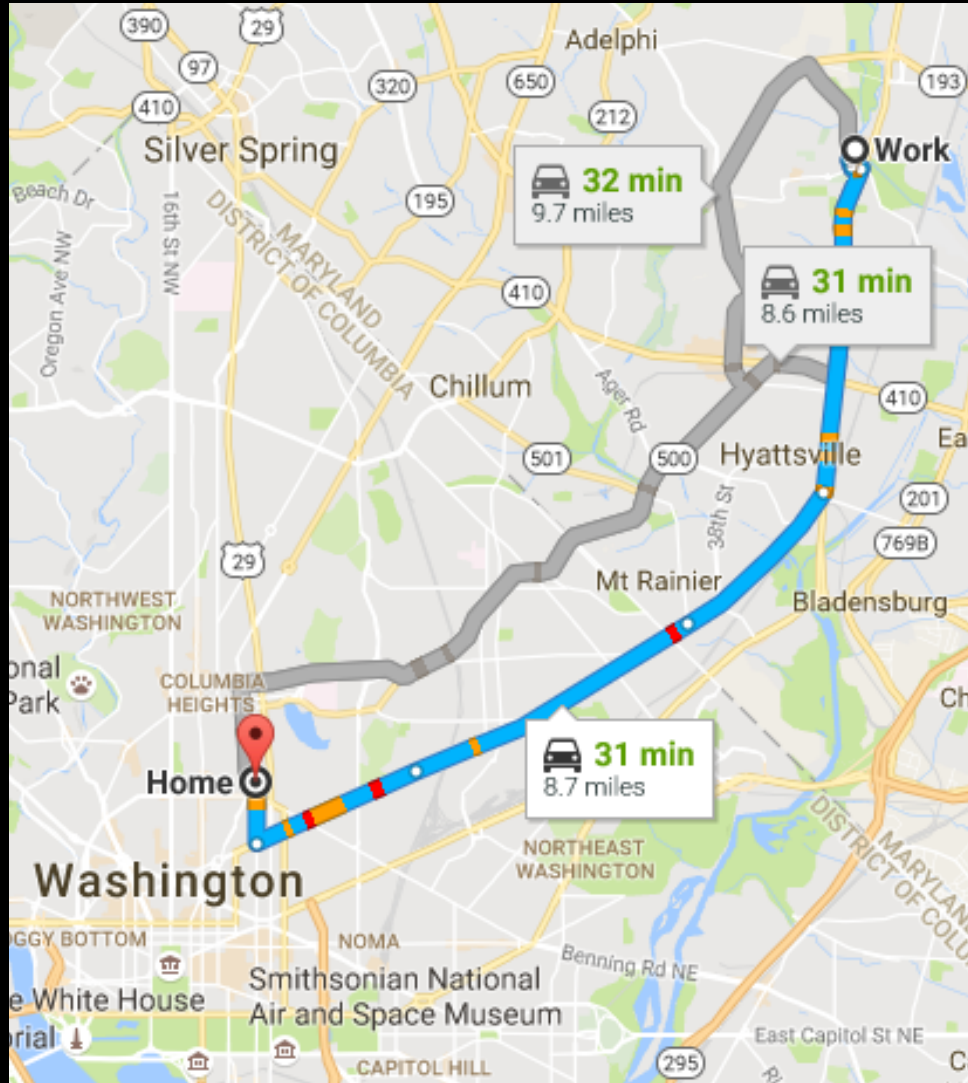 390
29
Adelphi
97
193
320
650
410
212
Silver Spring
Work
32 min
9.7 miles
Beach Dr
195
16th St NW
MARYLAND
DISTRICT OF COLUMBIA
Oregon Ave NW
31 min
8.6 miles
410
Chillum
Ager Rd
410
Hyattsville
Ea
501
500
201
38th St
769B
29
Mt Rainier
NORTHWEST
WASHINGTON
Bladensburg
onal
Park
COLUMBIA
HEIGHTS
Ch
31 min
8.7 miles
Home
MARYLAND
DISTRICT OF COLU
Washington
NORTHEAST
WASHINGTON
OGGY BOTTOM
NOMA
Benning Rd NE
Smithsonian National
Air and Space Museum
e White House
orial
East Capitol St NE
295
CAPITOL HILL
C